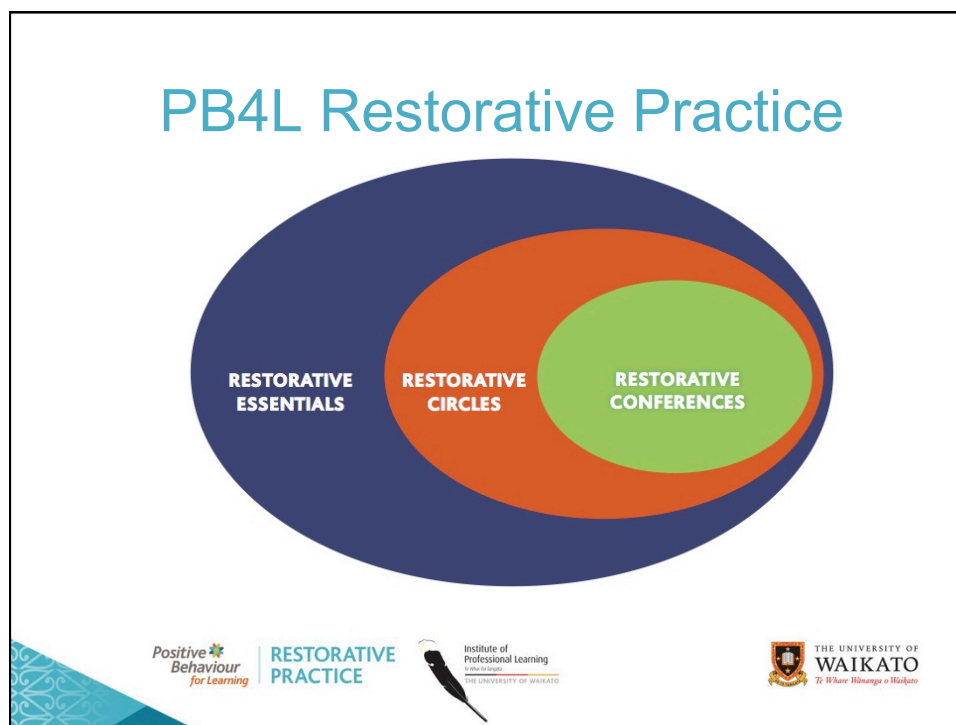 PB4L Restorative Practice
RESTORATIVE
ESSENTIALS
RESTORATIVE
CIRCLES
RESTORATIVE
CONFERENCES
Positive
Behaviour
for Learning
RESTORATIVE
PRACTICE
Institute of
Professional Learning
THE UNIVERSITY OF WAIKATO
THE UNIVERSITY OF
WAIKATO
Te Whare Wānanga o Waikato